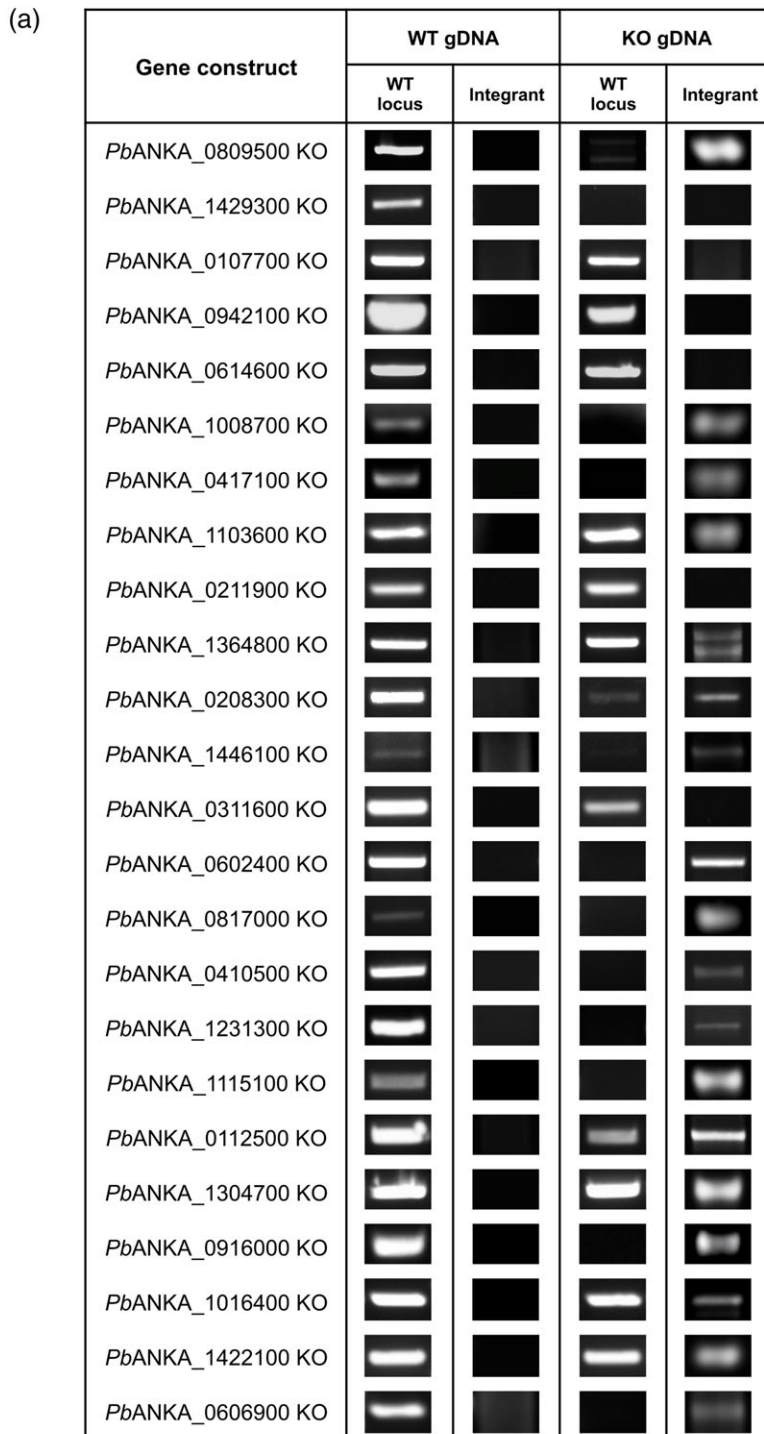 (a)
Gene construct
WT gDNA
KO gDNA
WT locus
Integrant
WT locus
Integrant
PbANKA_0809500 KO
PbANKA_1429300 KO
PbANKA_0107700 KO
PbANKA_0942100 KO
PbANKA_0614600 KO
PbANKA_1008700 KO
PbANKA_0417100 KO
PbANKA_1103600 KO
PbANKA_0211900 KO
PbANKA_1364800 KO
PbANKA_0208300 KO
PbANKA_1446100 KO
PbANKA_0311600 KO
PbANKA_0602400 KO
PbANKA_0817000 KO
PbANKA_0410500 KO
PbANKA_1231300 KO
PbANKA_1115100 KO
PbANKA_0112500 KO
PbANKA_1304700 KO
PbANKA_0916000 KO
PbANKA_1016400 KO
PbANKA_1422100 KO
PbANKA_0606900 KO